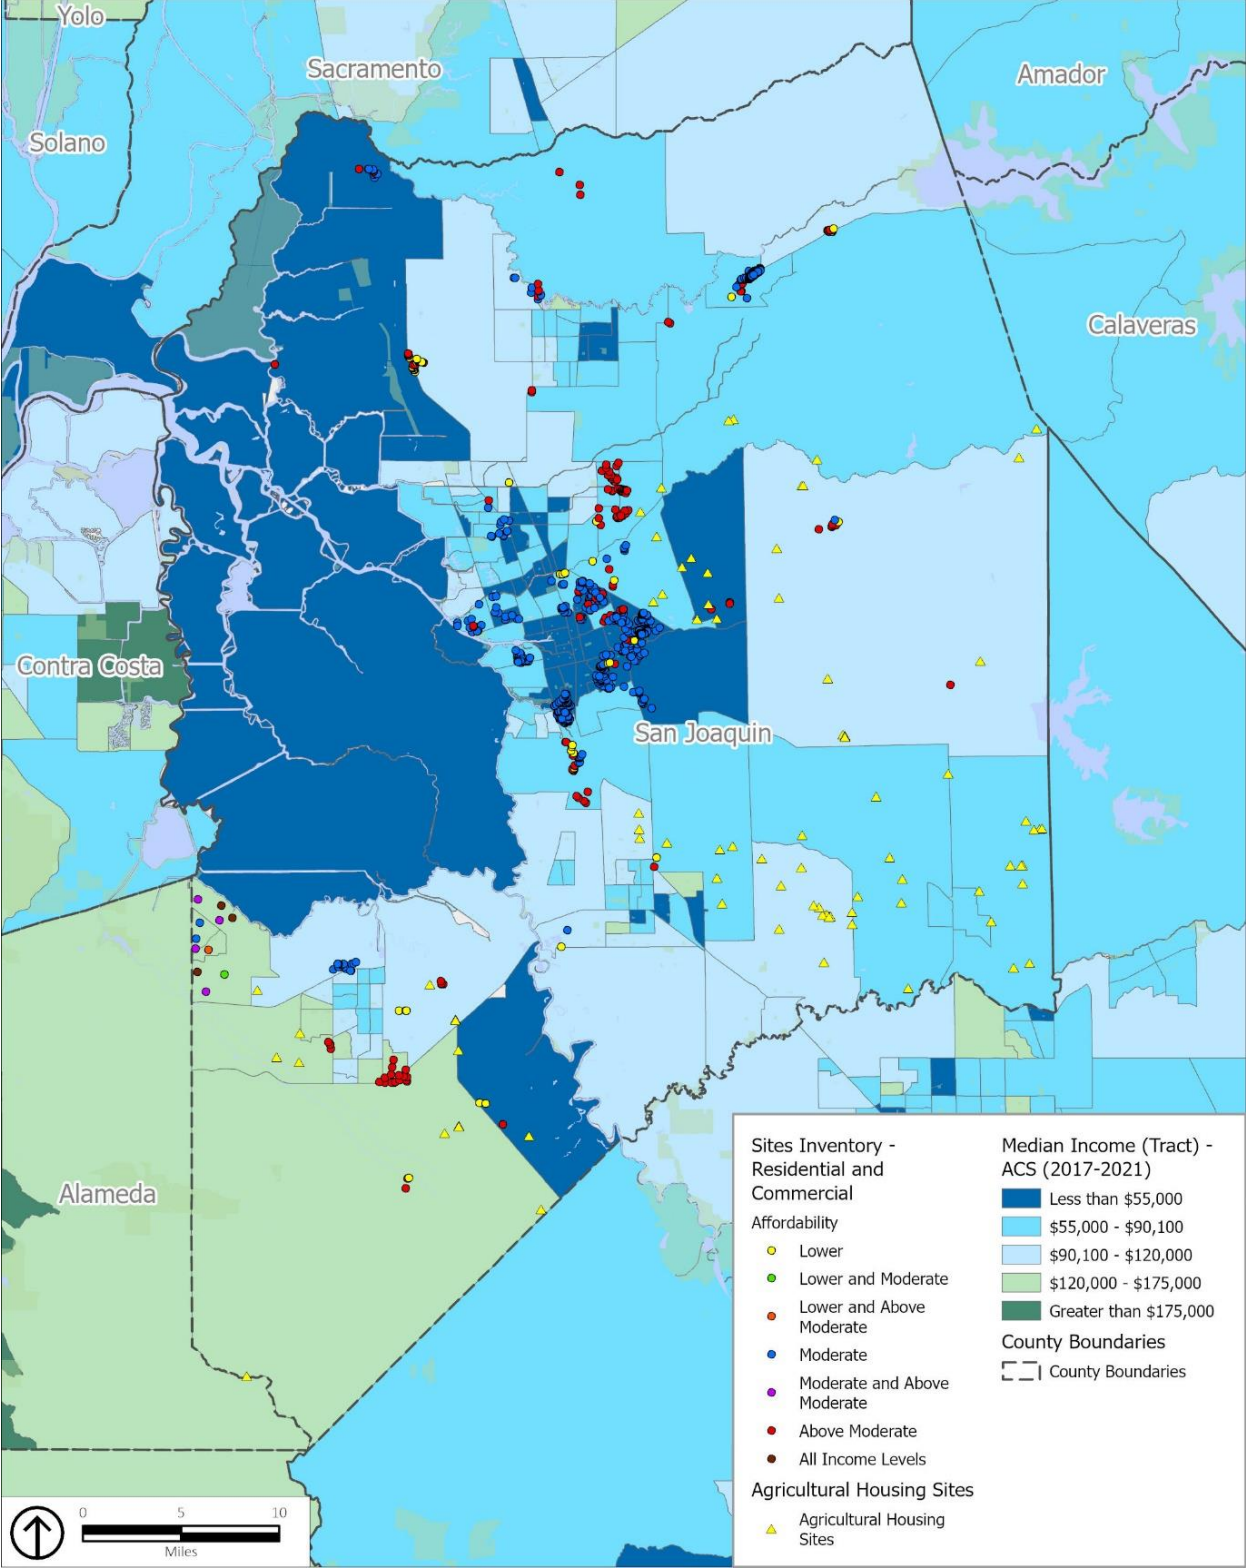 Yolo
Sacramento
Amador
Solano
Calaveras
Contra Costa
San Joaquin
Alameda
Sites Inventory -
Residential and
Commercial
Affordability
Lower
Lower and Moderate
Lower and Above
Moderate
Moderate
Moderate and Above
Moderate
Above Moderate
All Income Levels
Agricultural Housing Sites
Agricultural Housing
Sites
Median Income (Tract) -
ACS (2017-2021)
Less than $55,000
$55,000 - $90,100
$90,100 - $120,000
$120,000 - $175,000
Greater than $175,000
County Boundaries
County Boundaries
0 5 10
Miles